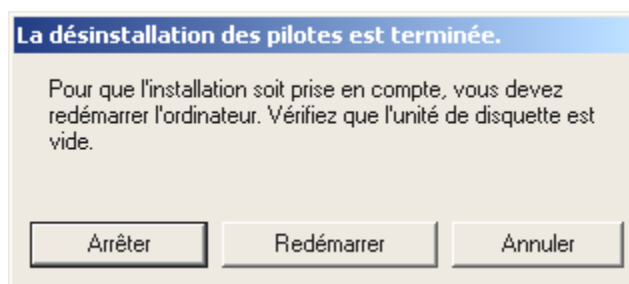 La désinstallation des pilotes est terminée.
Pour que l'installation soit prise en compte, vous devez
redémarrer l'ordinateur. Vérifiez que l'unité de disquette est
vide.
Arrêter
Redémarrer
Annuler